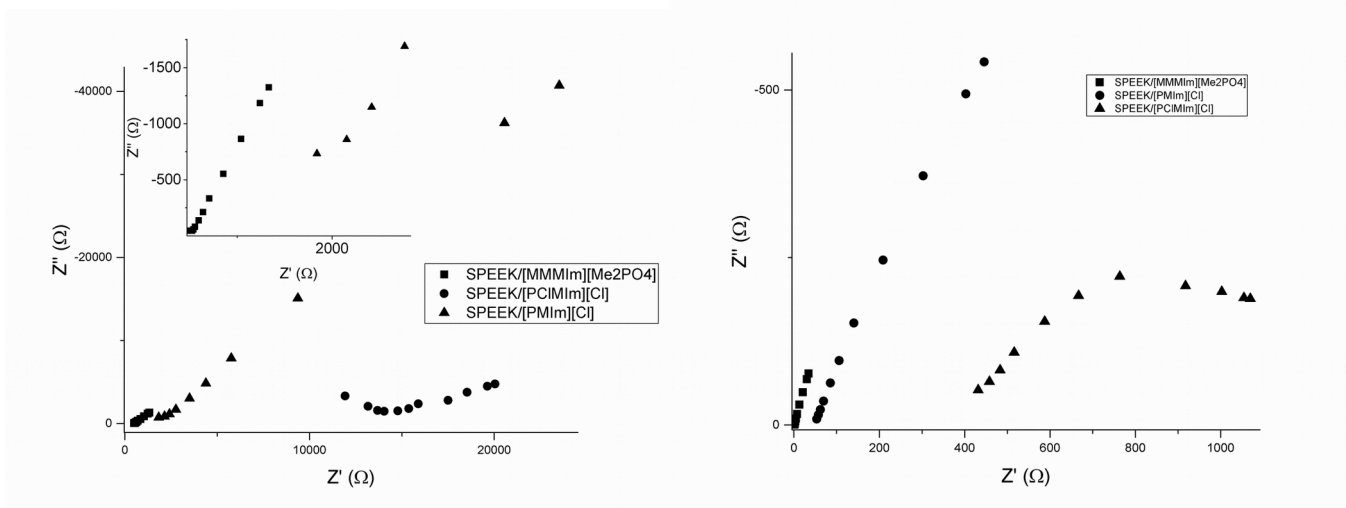 -1500
-1000
-500
Z'' (Ω)
2000
Z' (Ω)
-40000
-20000
0
Z'' (Ω)
0
10000
20000
Z' (Ω)
SPEEK/[MMMIm][Me2PO4]
SPEEK/[PClMIm][Cl]
SPEEK/[PMIm][Cl]
-500
0
Z'' (Ω)
0
200
400
600
800
1000
Z' (Ω)
SPEEK/[MMMIm][Me2PO4]
SPEEK/[PMIm][Cl]
SPEEK/[PClMIm][Cl]